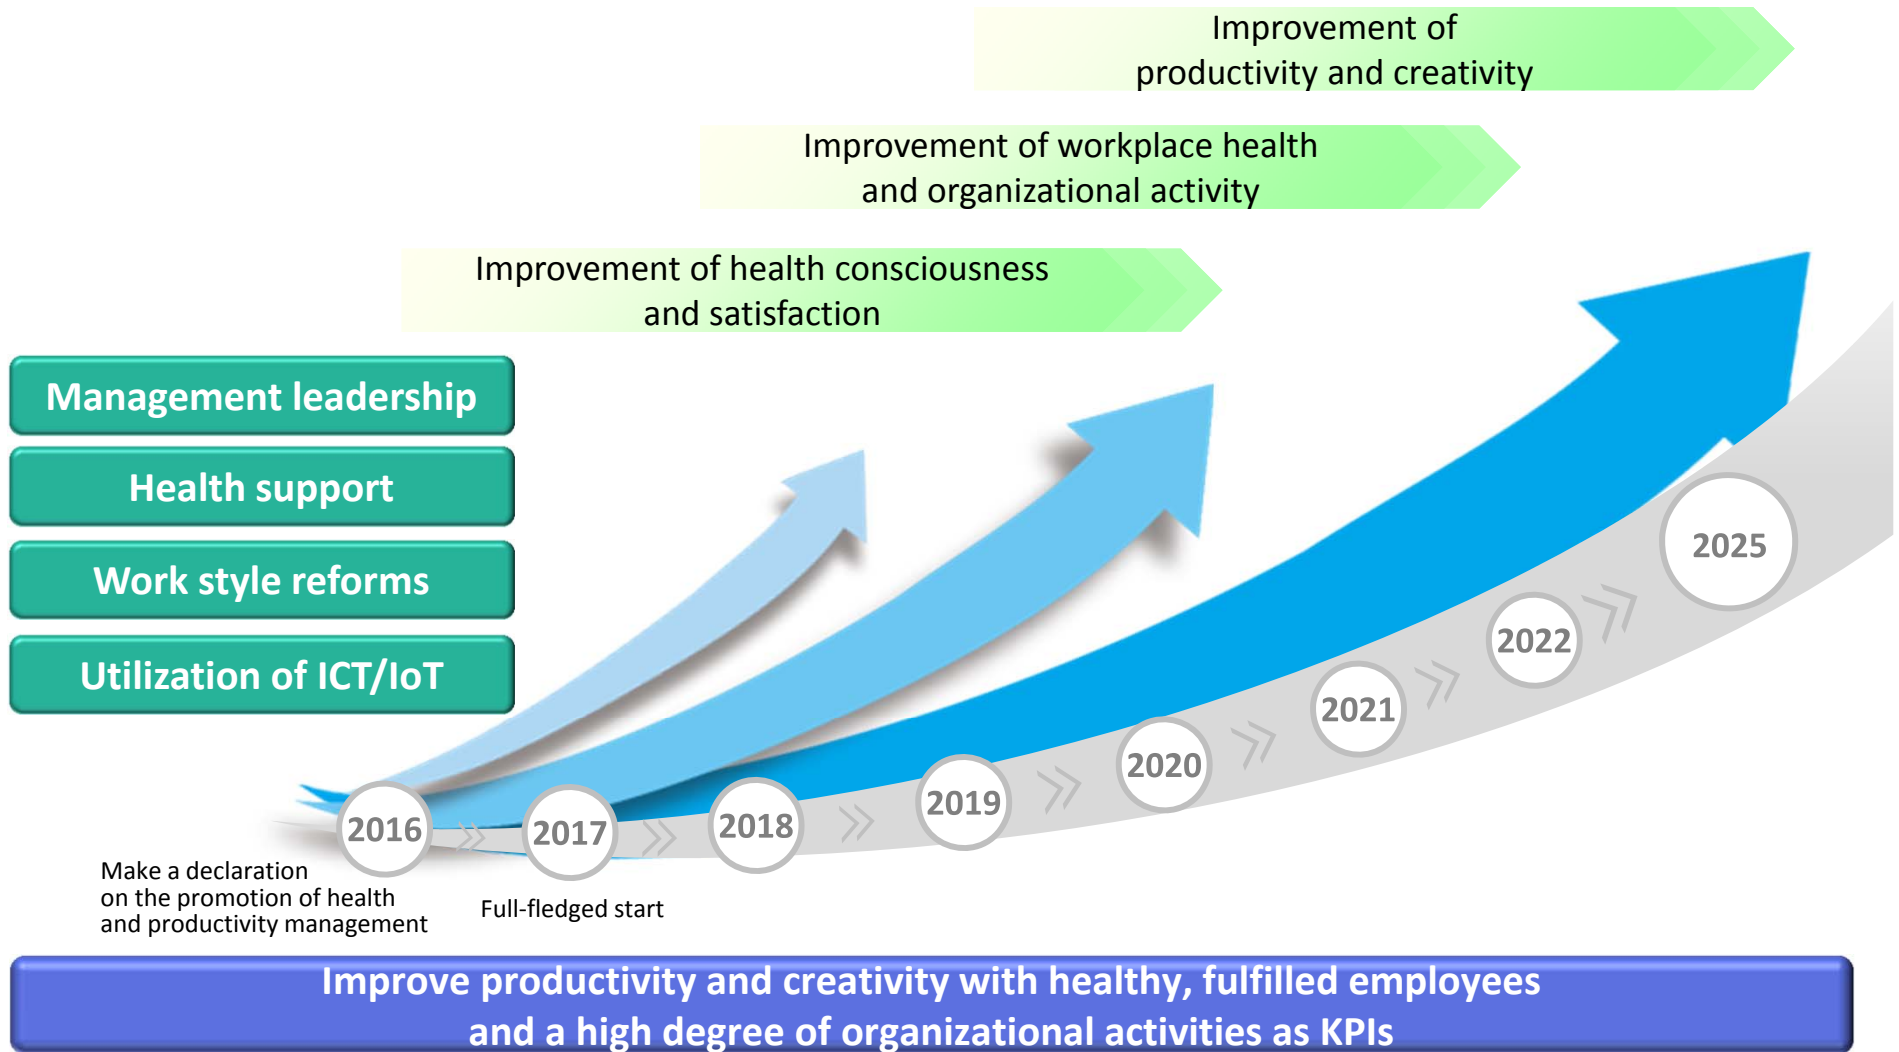 Improvement of
productivity and creativity
Improvement of workplace health
and organizational activity
Improvement of health consciousness
and satisfaction
Management leadership
Health support
Work style reforms
Utilization of ICT/IoT
2016
2017
2018
2019
2020
2021
2022
2025
Make a declaration
on the promotion of health
and productivity management
Full-fledged start
Improve productivity and creativity with healthy, fulfilled employees
and a high degree of organizational activities as KPIs